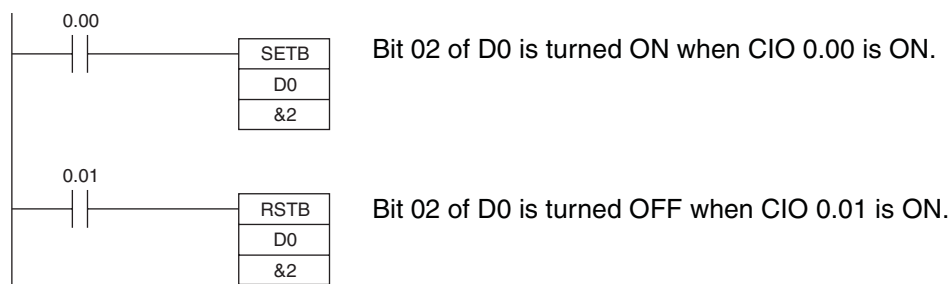 0.00
SETB
Bit 02 of D0 is turned ON when CIO 0.00 is ON.
D0
&2
0.01
RSTB
Bit 02 of D0 is turned OFF when CIO 0.01 is ON.
D0
&2